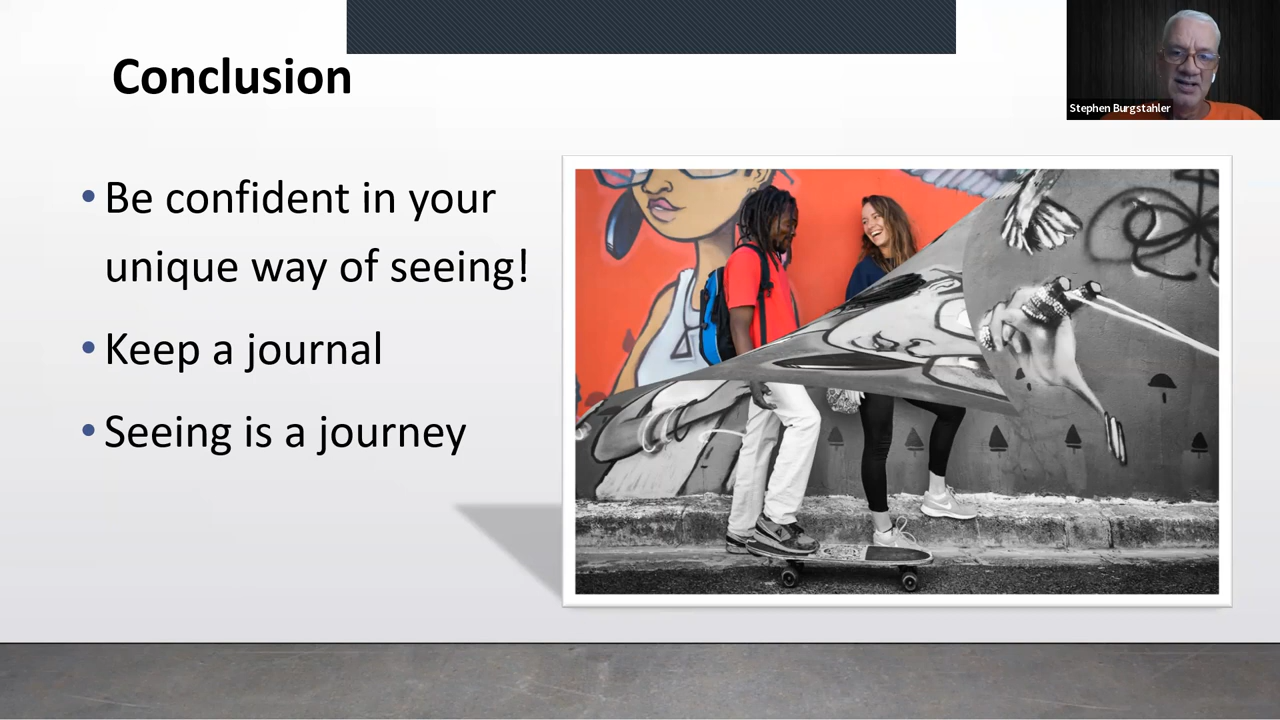 Conclusion
Stephen Burgstahler
• Be confident in your
unique way of seeing!
• Keep a journal
• Seeing is a journey